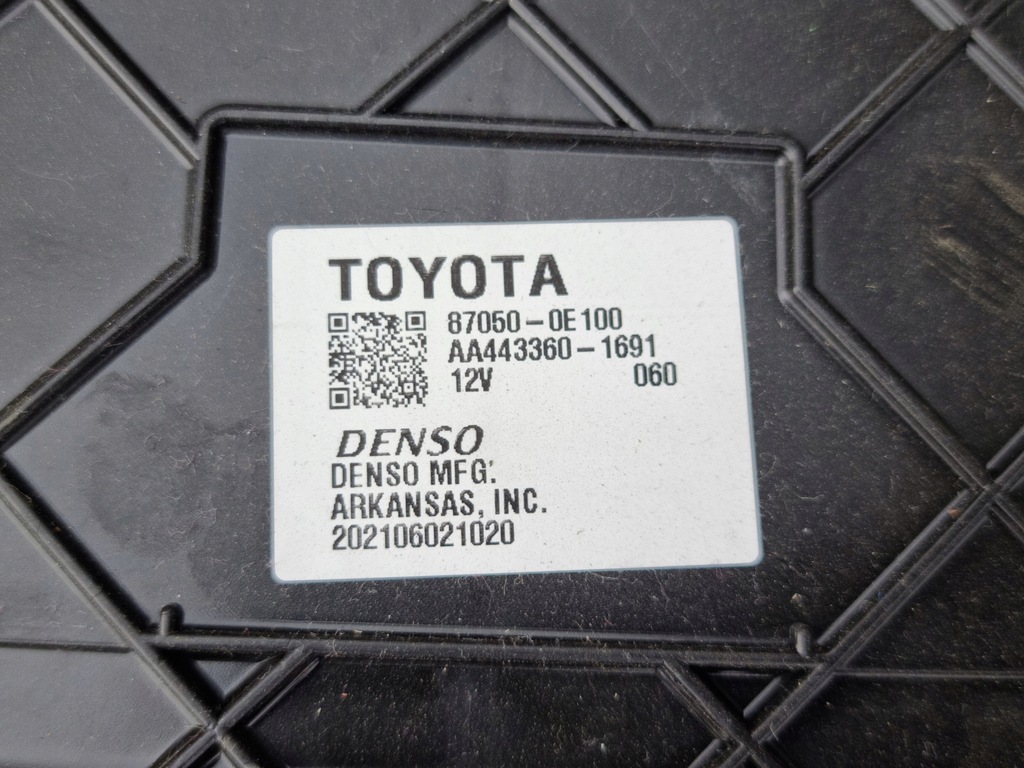 TOYOTA
87050-0E100
AA443360-1691
12V 060
DENSO
DENSO MFG.
ARKANSAS, INC.
202106021020